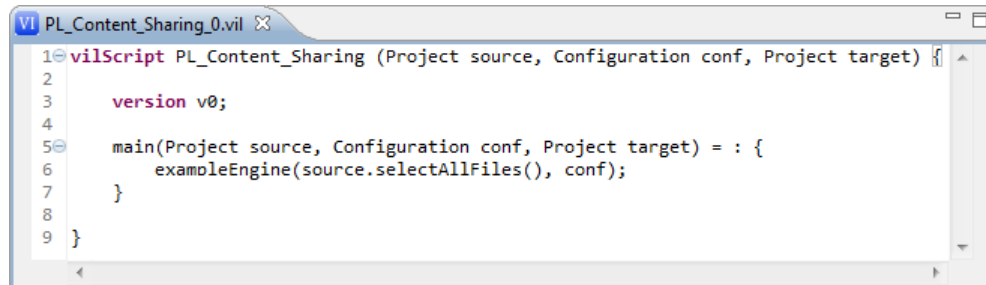 VI PL_Content_Sharing_0.vil
1 vilScript PL_Content_Sharing (Project source, Configuration conf, Project target) {
2
3 version v0;
4
5 main(Project source, Configuration conf, Project target) = : {
6 exampleEngine(source.selectAllFiles(), conf);
7 }
8
9 }